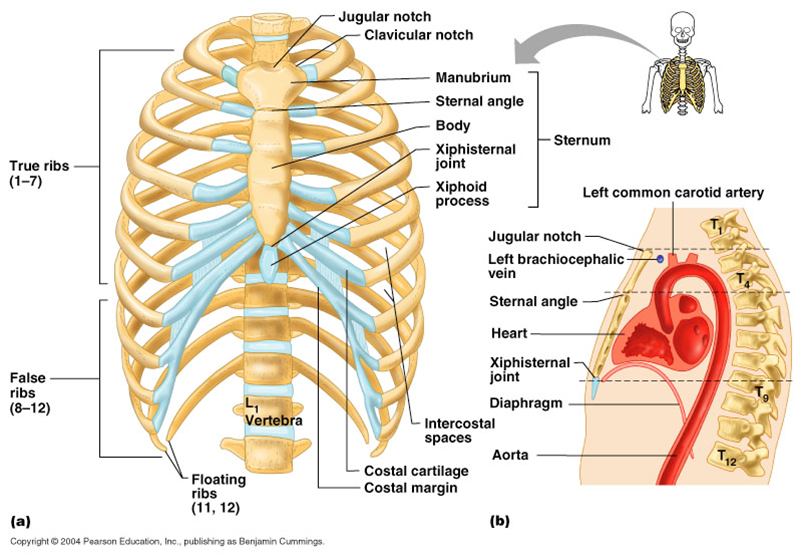 Jugular notch
Clavicular notch
Manubrium
Sternal angle
Body
Xiphisternal
joint
Xiphoid
process
Sternum
True ribs
(1–7)
False
ribs
(8–12)
L1
Vertebra
Intercostal
spaces
Costal cartilage
Costal margin
Floating
ribs
(11, 12)
(a)
Left common carotid artery
Jugular notch
Left brachiocephalic
vein
Sternal angle
Heart
Xiphisternal
joint
Diaphragm
Aorta
T1
T4
T9
T12
(b)
Copyright © 2004 Pearson Education, Inc., publishing as Benjamin Cummings.